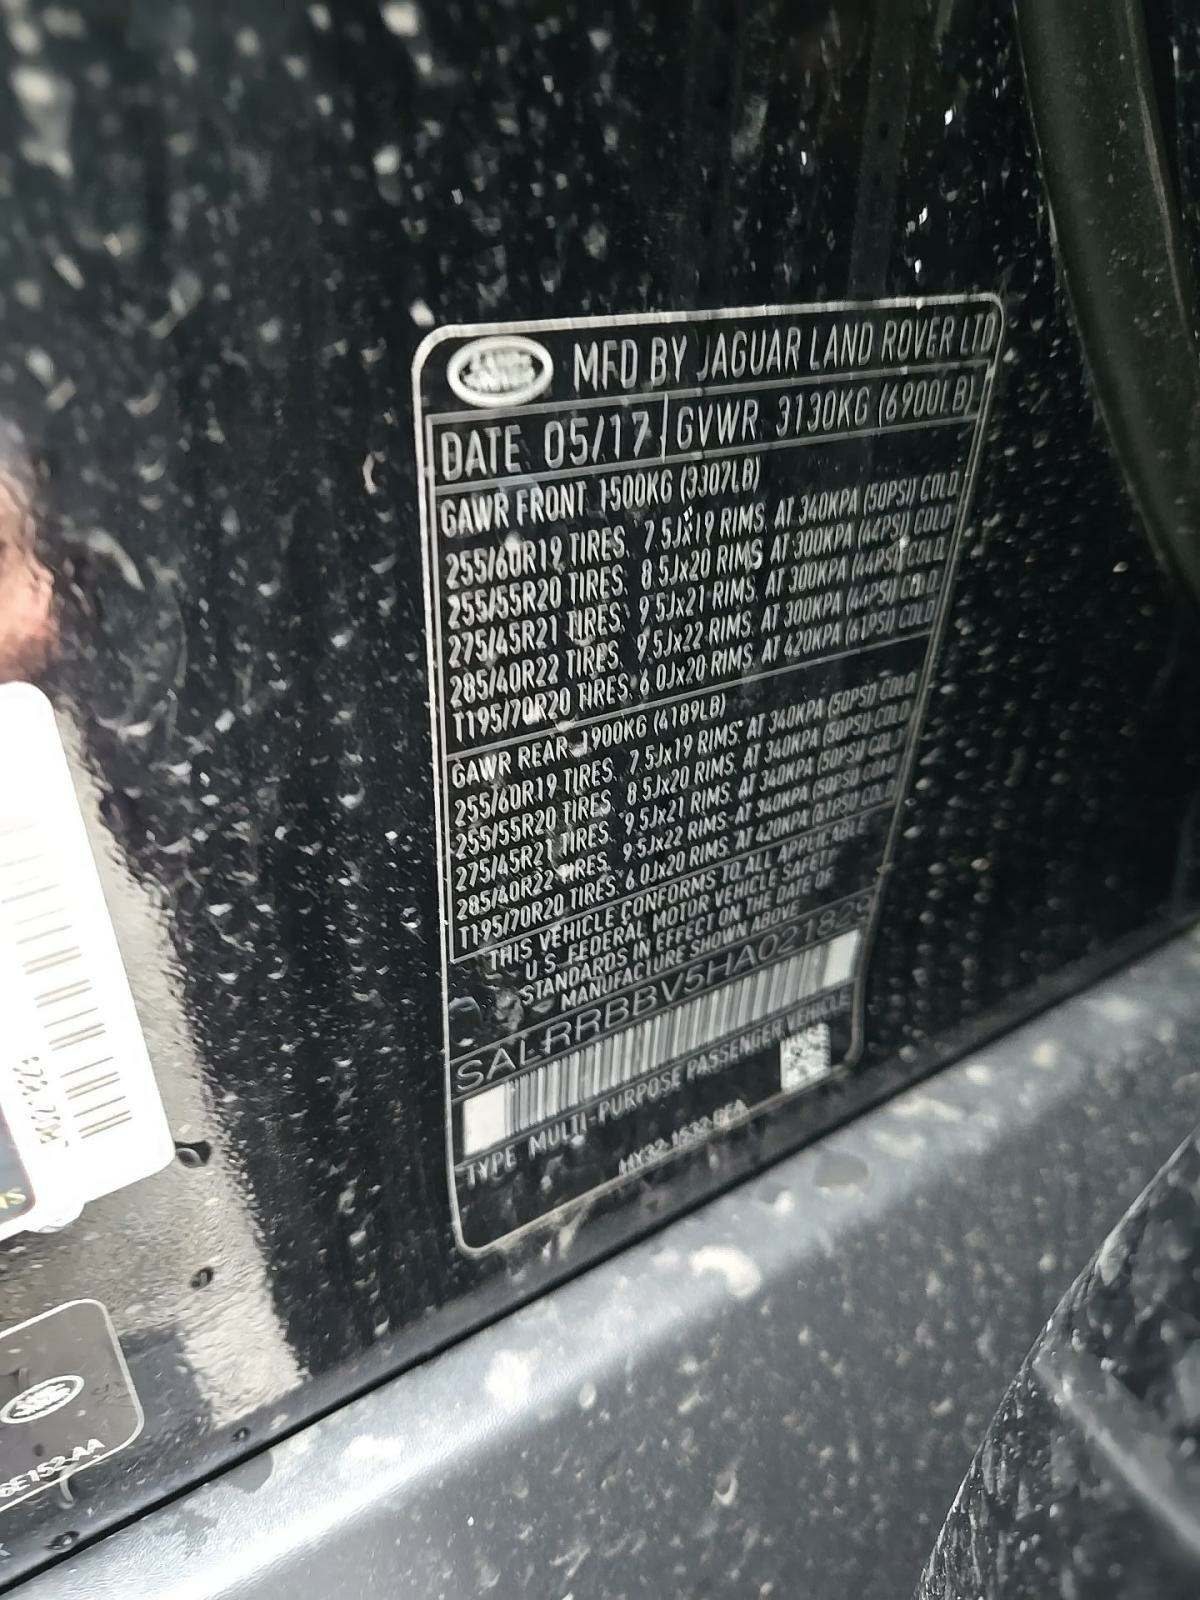 LAND ROVER
MFD BY JAGUAR LAND ROVER LTD
DATE 05/17 GVWR 3130KG (6900LB)
GAWR FRONT 1500KG (3307LB)
255/60R19 TIRES. 7.5Jx19 RIMS. AT 340KPA (50PSI) COLD
255/55R20 TIRES. 8.5Jx20 RIMS. AT 300KPA (44PSI) COLD
275/45R21 TIRES. 9.5Jx21 RIMS. AT 300KPA (44PSI) COLD
285/40R22 TIRES. 9.5Jx22 RIMS. AT 300KPA (44PSI) COLD
T195/70R20 TIRES. 6.0Jx20 RIMS. AT 420KPA (61PSI) COLD
GAWR REAR 1900KG (4189LB)
255/60R19 TIRES. 7.5Jx19 RIMS. AT 340KPA (50PSI) COLD
255/55R20 TIRES. 8.5Jx20 RIMS. AT 340KPA (50PSI) COLD
275/45R21 TIRES. 9.5Jx21 RIMS. AT 340KPA (50PSI) COLD
285/40R22 TIRES. 9.5Jx22 RIMS. AT 340KPA (50PSI) COLD
T195/70R20 TIRES. 6.0Jx20 RIMS. AT 420KPA (61PSI) COLD
THIS VEHICLE CONFORMS TO ALL APPLICABLE
U.S. FEDERAL MOTOR VEHICLE SAFETY
STANDARDS IN EFFECT ON THE DATE OF
MANUFACTURE SHOWN ABOVE
SALRRBBV5HA021829
TYPE MULTI-PURPOSE PASSENGER VEHICLE